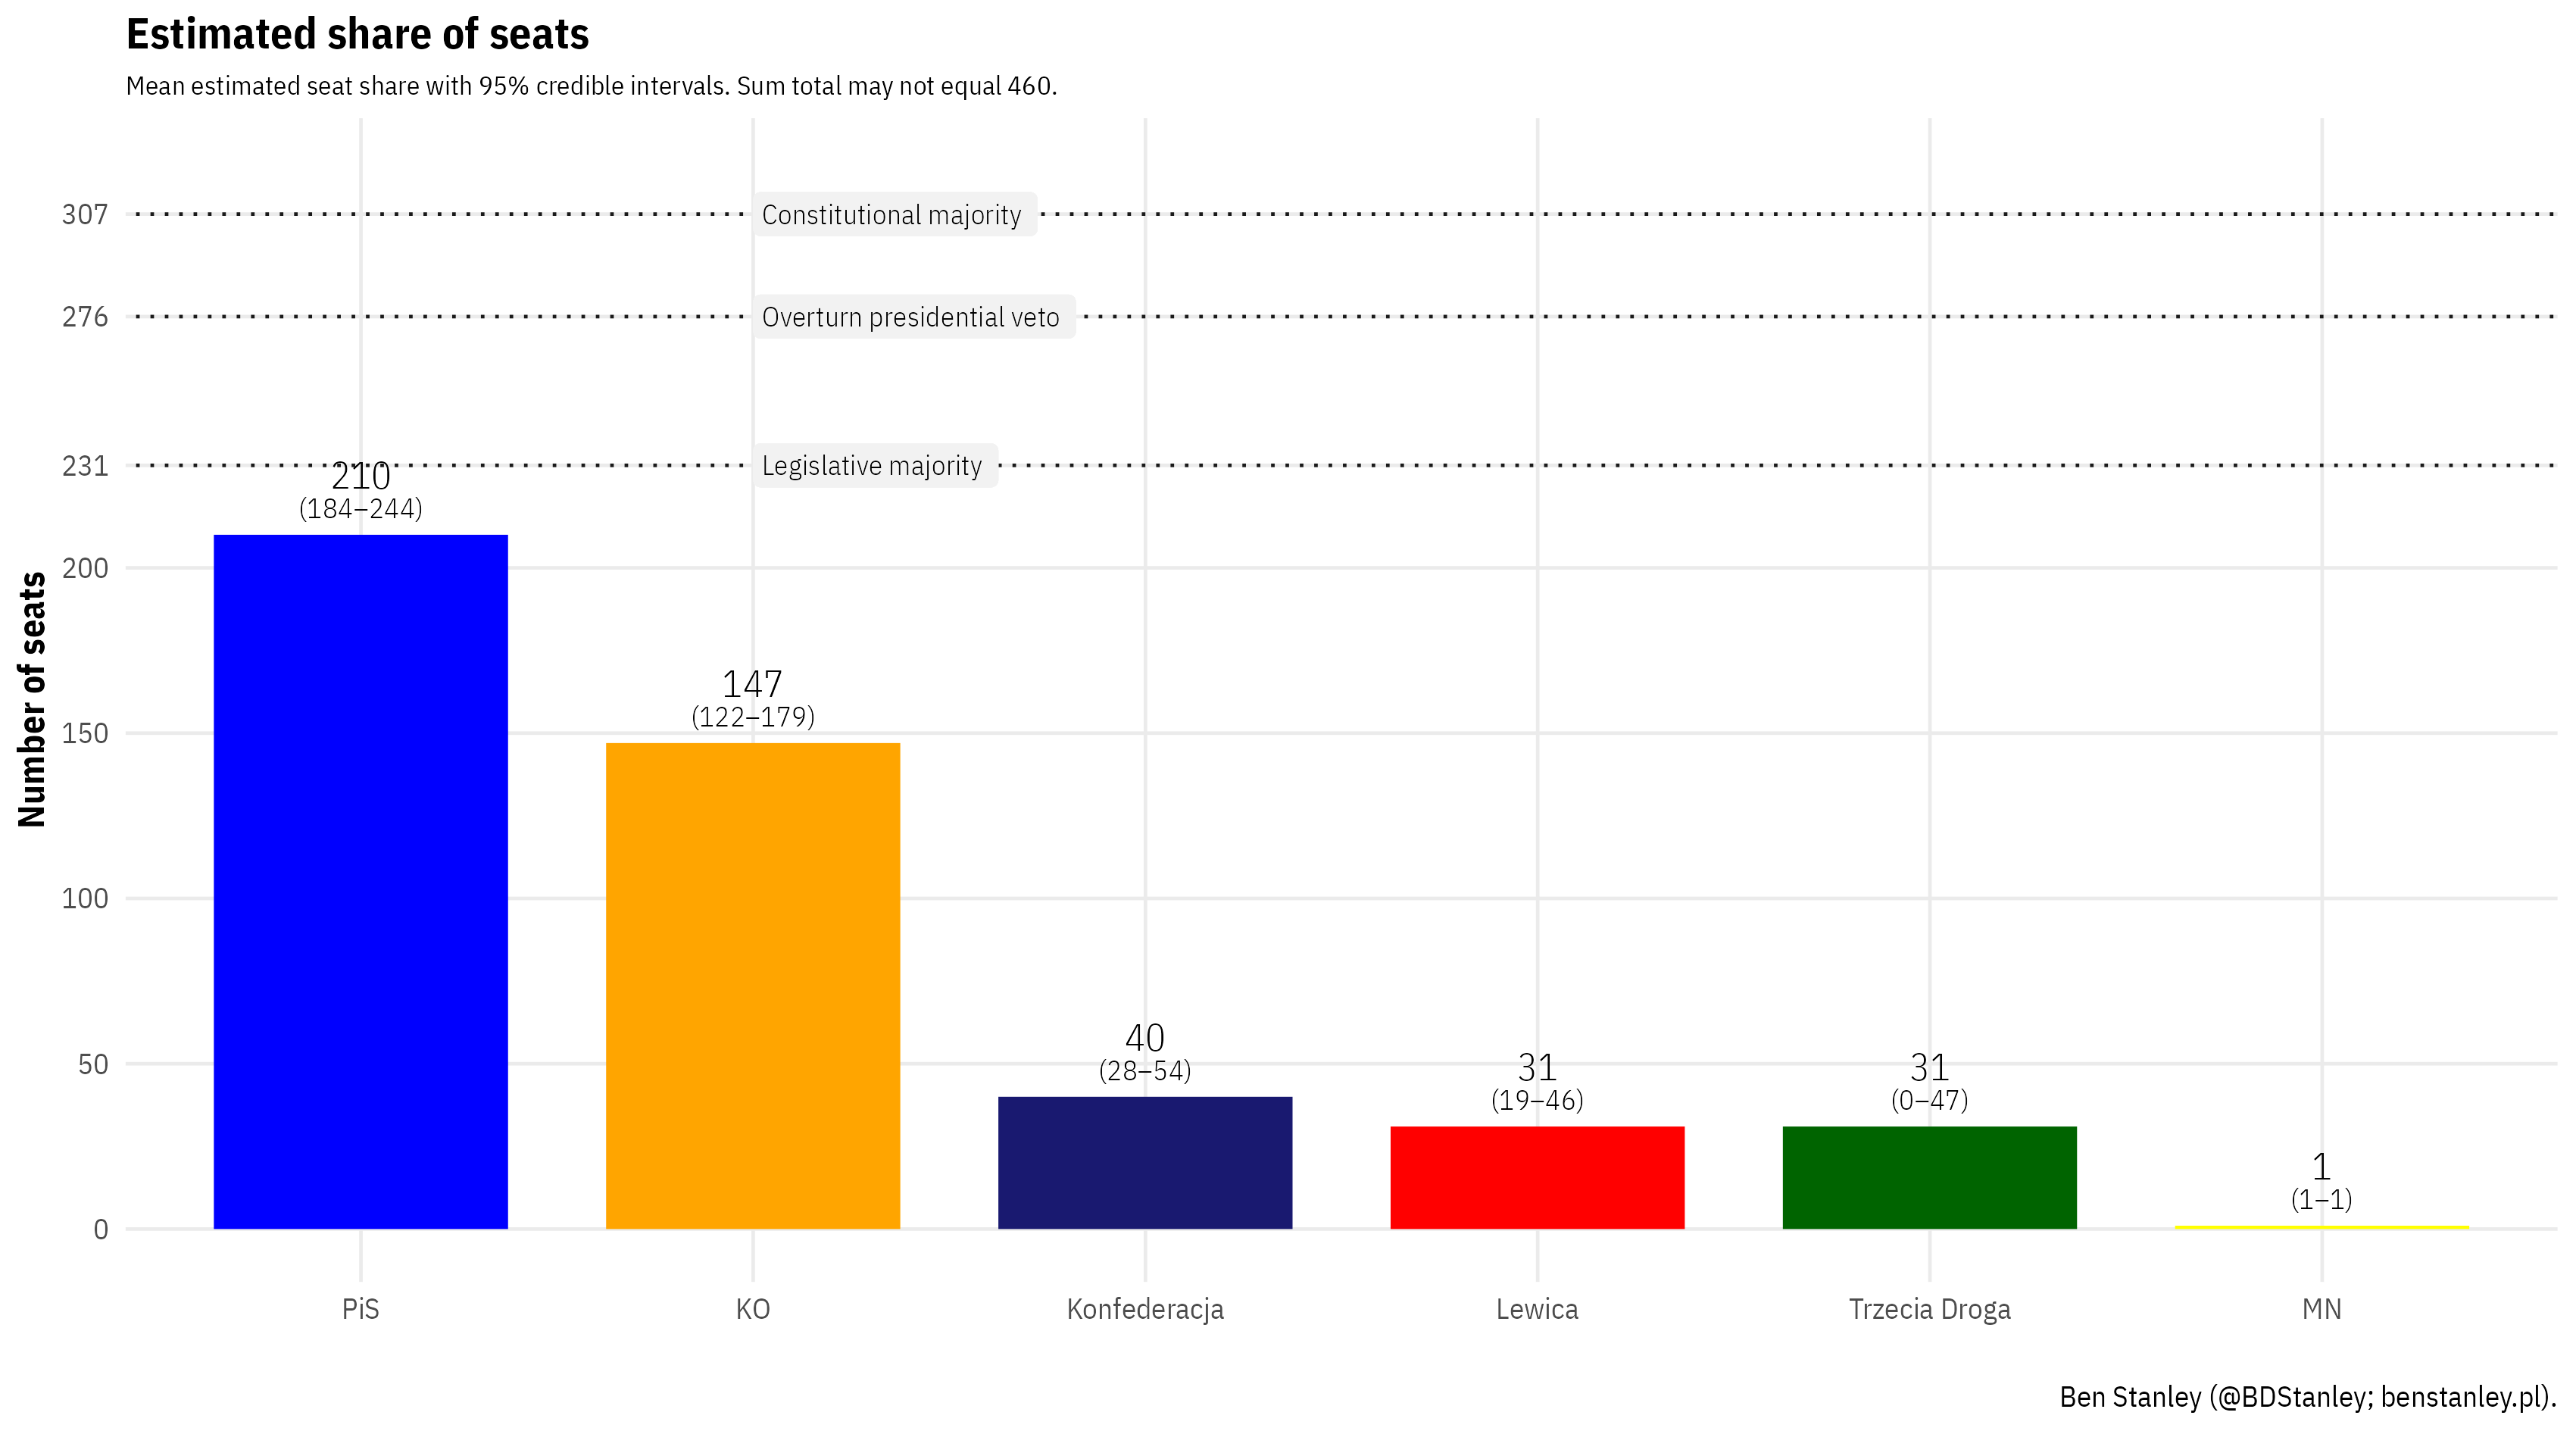 Estimated share of seats
Mean estimated seat share with 95% credible intervals. Sum total may not equal 460.
Number of seats
307
276
231
200
150
100
50
0
Constitutional majority
Overturn presidential veto
Legislative majority
210
(184–244)
147
(122–179)
40
(28–54)
31
(19–46)
31
(0–47)
1
(1–1)
PiS
KO
Konfederacja
Lewica
Trzecia Droga
MN
Ben Stanley (@BDStanley; benstanley.pl).